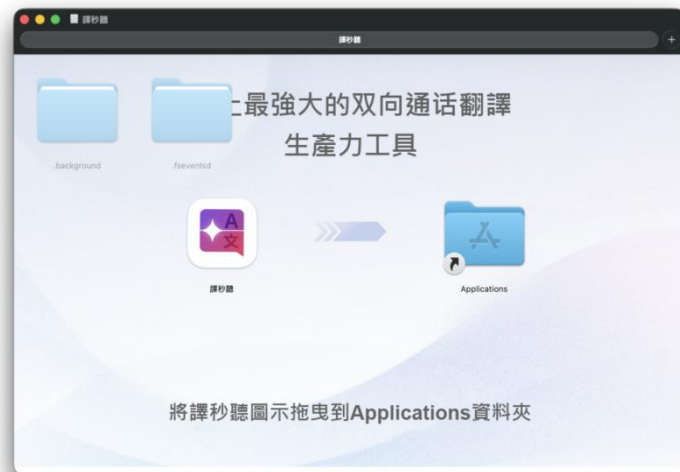 譯秒聽
譯秒聽
上最強大的双向通话翻譯
生產力工具
.background
.fseventsd
譯秒聽
Applications
將譯秒聽圖示拖曳到Applications資料夾